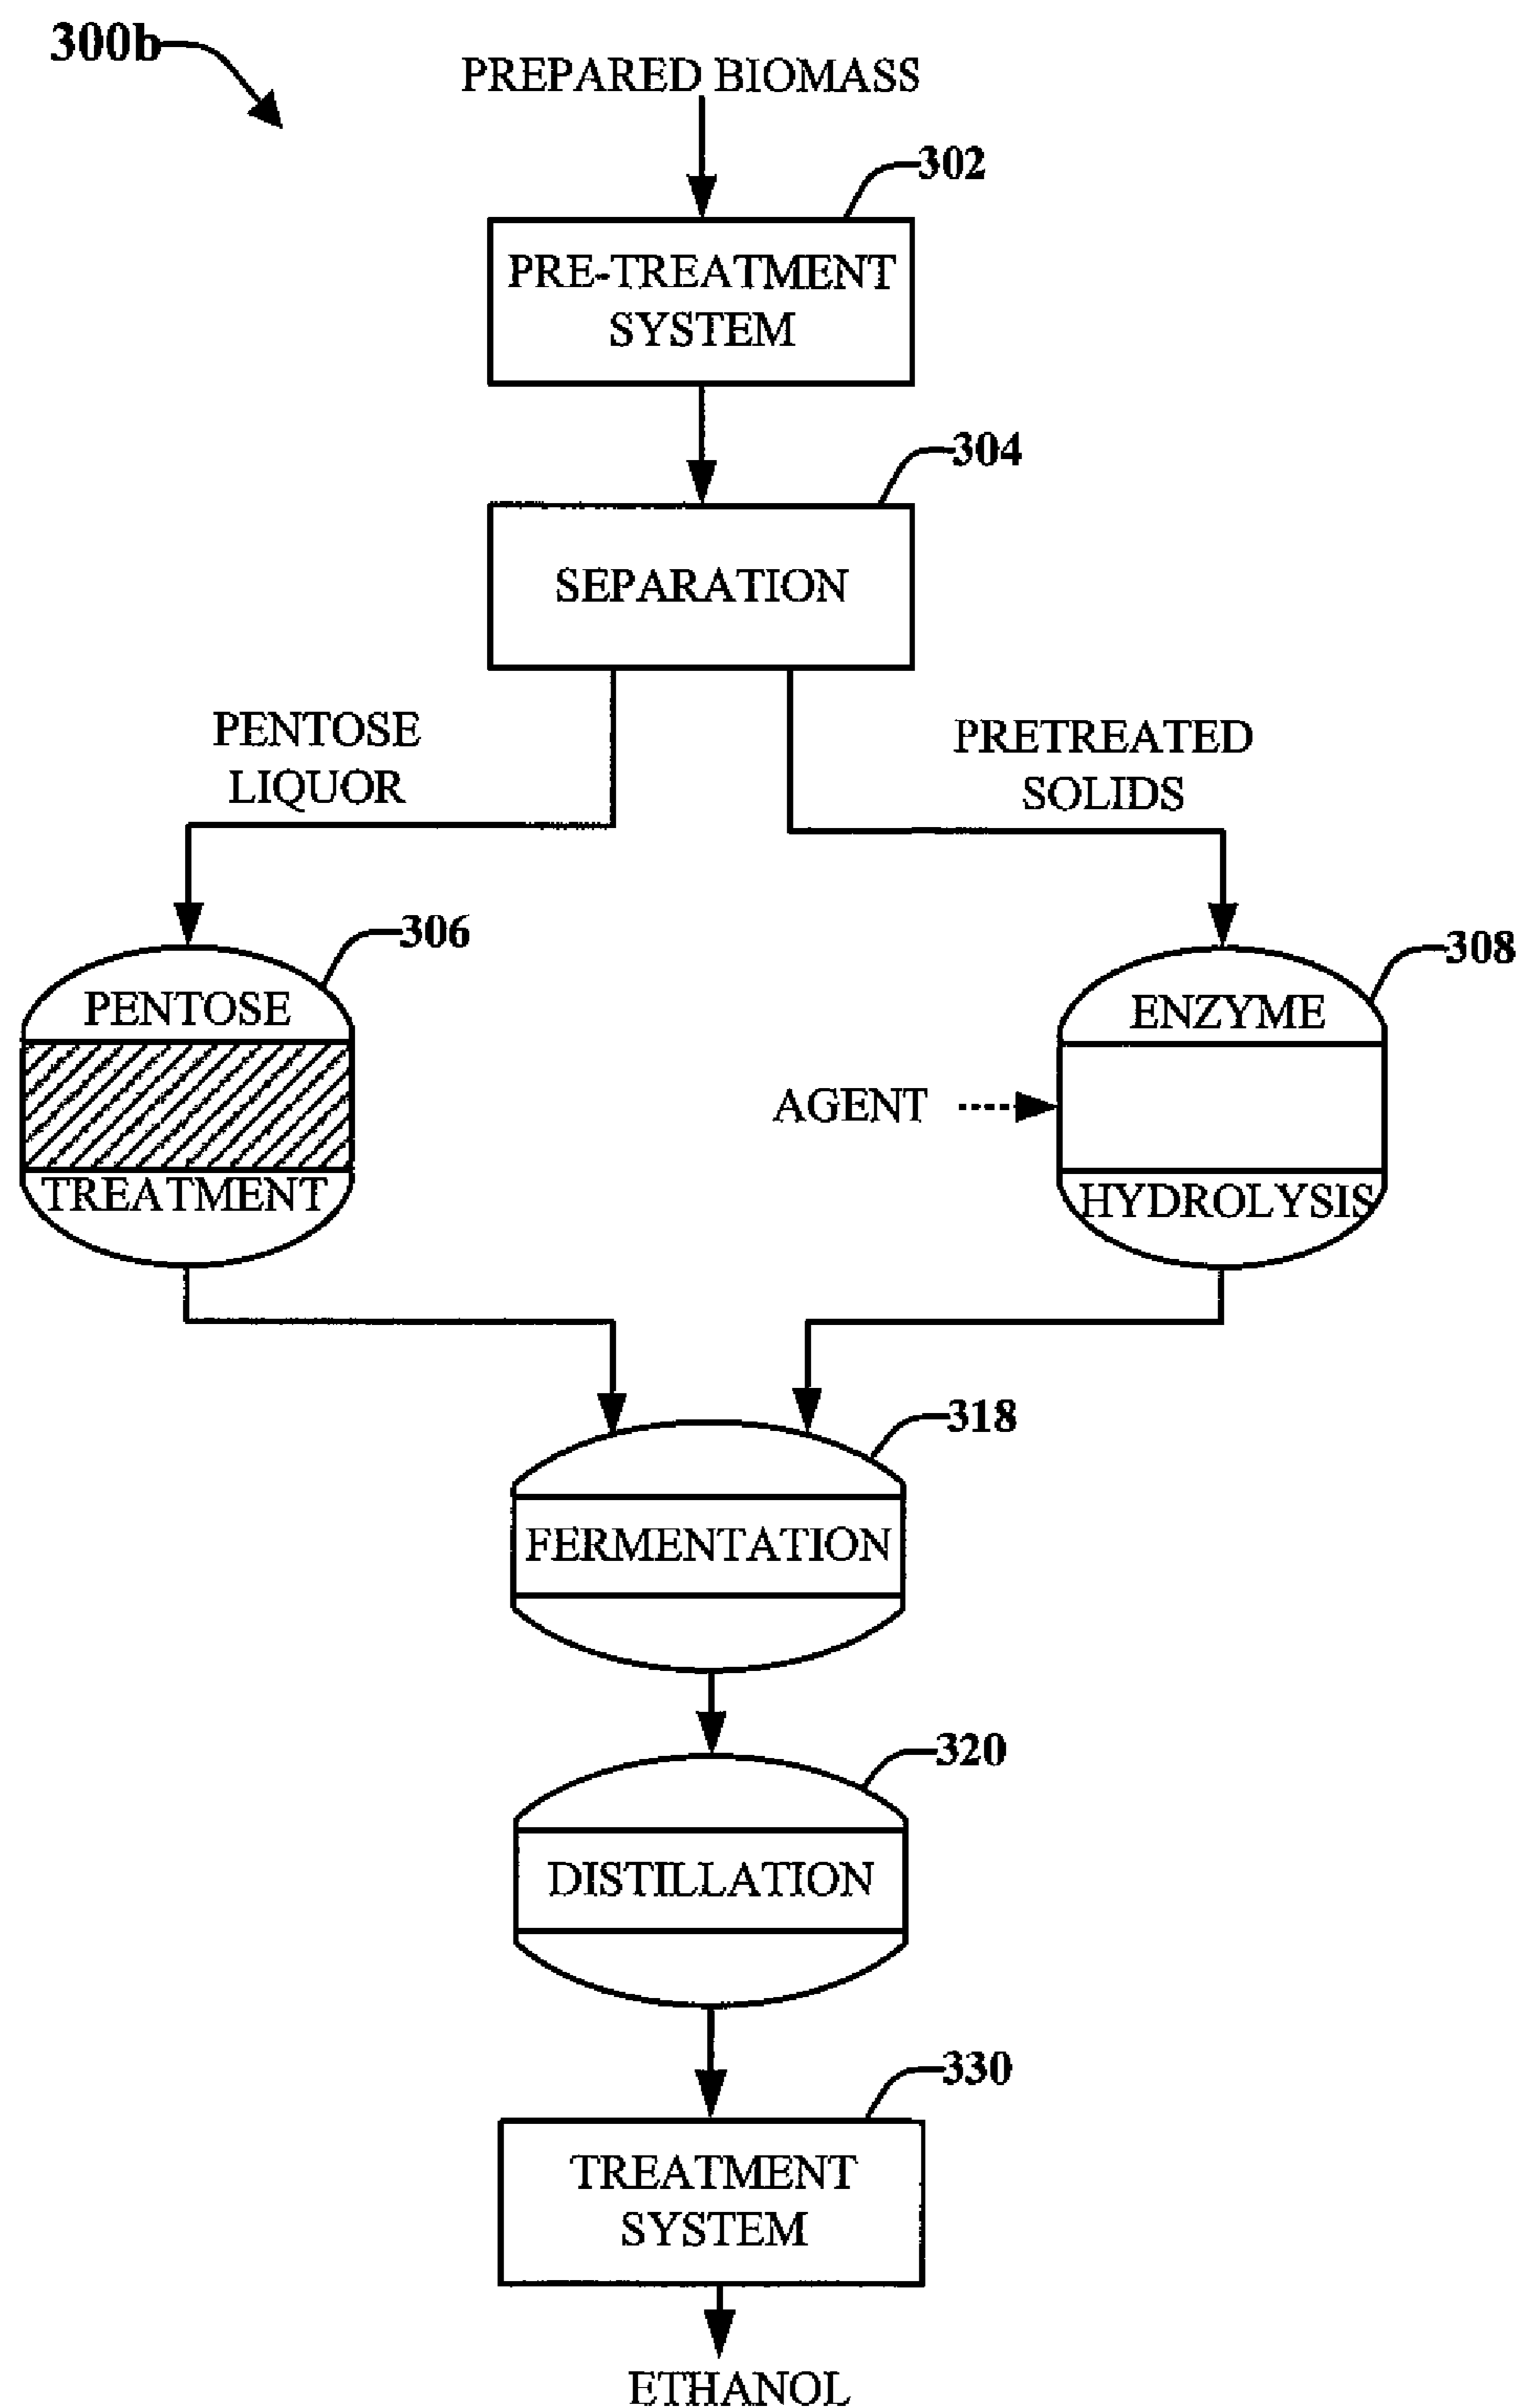 300b
PREPARED BIOMASS
302
PRE-TREATMENT
SYSTEM
304
SEPARATION
PENTOSE
LIQUOR
PRETREATED
SOLIDS
306
PENTOSE
TREATMENT
308
ENZYME
AGENT
HYDROLYSIS
318
FERMENTATION
320
DISTILLATION
330
TREATMENT
SYSTEM
ETHANOL